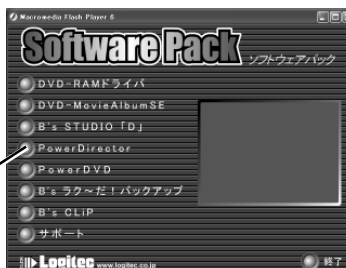 Macromedia Flash Player 6
Software Pack
ソフトウェアパック
DVD-RAMドライバ
DVD-MovieAlbumSE
B's STUDIO「D」
PowerDirector
PowerDVD
B's ラク～だ！バックアップ
B's CLiP
サポート
Logitec www.logitec.co.jp
終了